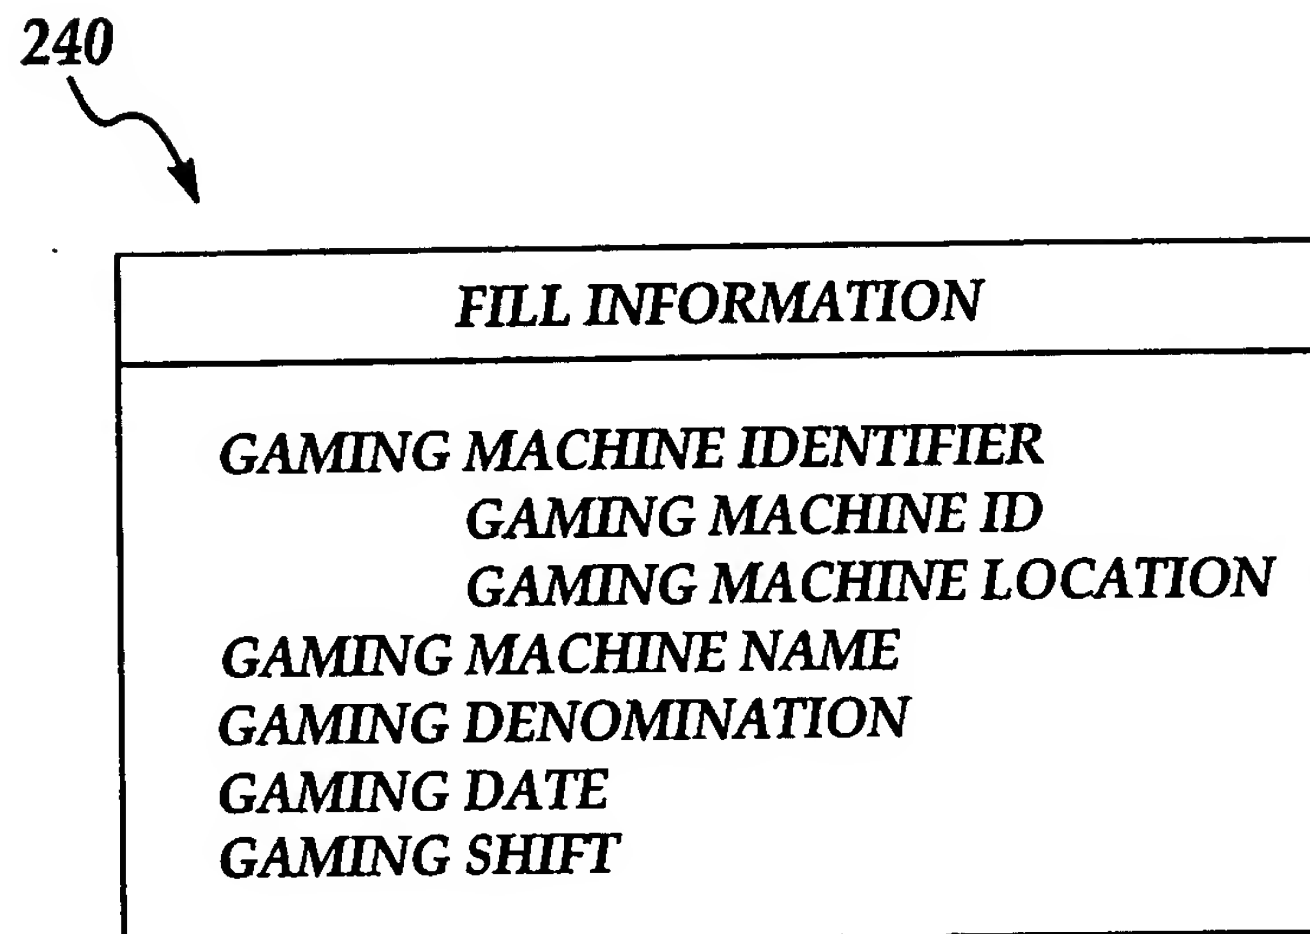 240
FILL INFORMATION
GAMING MACHINE IDENTIFIER
GAMING MACHINE ID
GAMING MACHINE LOCATION
GAMING MACHINE NAME
GAMING DENOMINATION
GAMING DATE
GAMING SHIFT